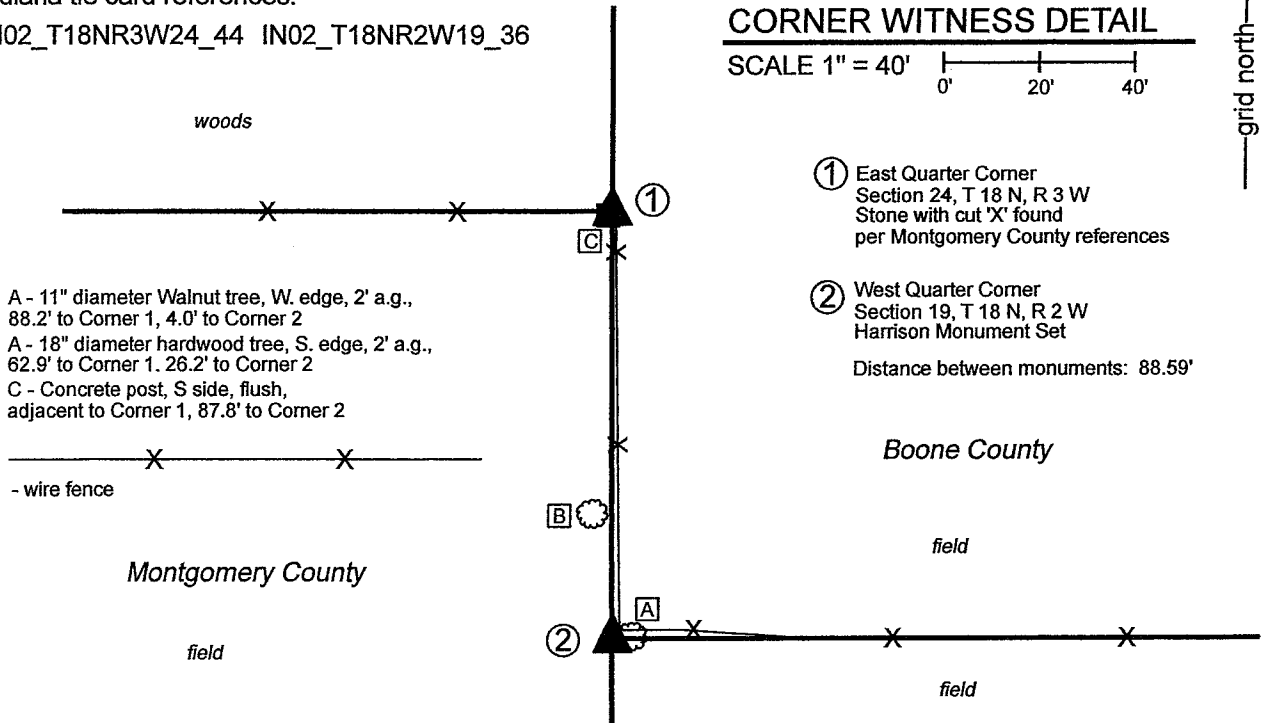 tie card references:
IN02_T18NR3W24_44 IN02_T18NR2W19_36
CORNER WITNESS DETAIL
SCALE 1" = 40'
0' 20' 40'
grid north
woods
1
C
1 East Quarter Corner
Section 24, T 18 N, R 3 W
Stone with cut 'X' found
per Montgomery County references
2 West Quarter Corner
Section 19, T 18 N, R 2 W
Harrison Monument Set
Distance between monuments: 88.59'
A - 11" diameter Walnut tree, W. edge, 2' a.g.,
88.2' to Corner 1, 4.0' to Corner 2
A - 18" diameter hardwood tree, S. edge, 2' a.g.,
62.9' to Corner 1. 26.2' to Corner 2
C - Concrete post, S side, flush,
adjacent to Corner 1, 87.8' to Corner 2
- wire fence
Boone County
B
field
Montgomery County
A
2
field
field